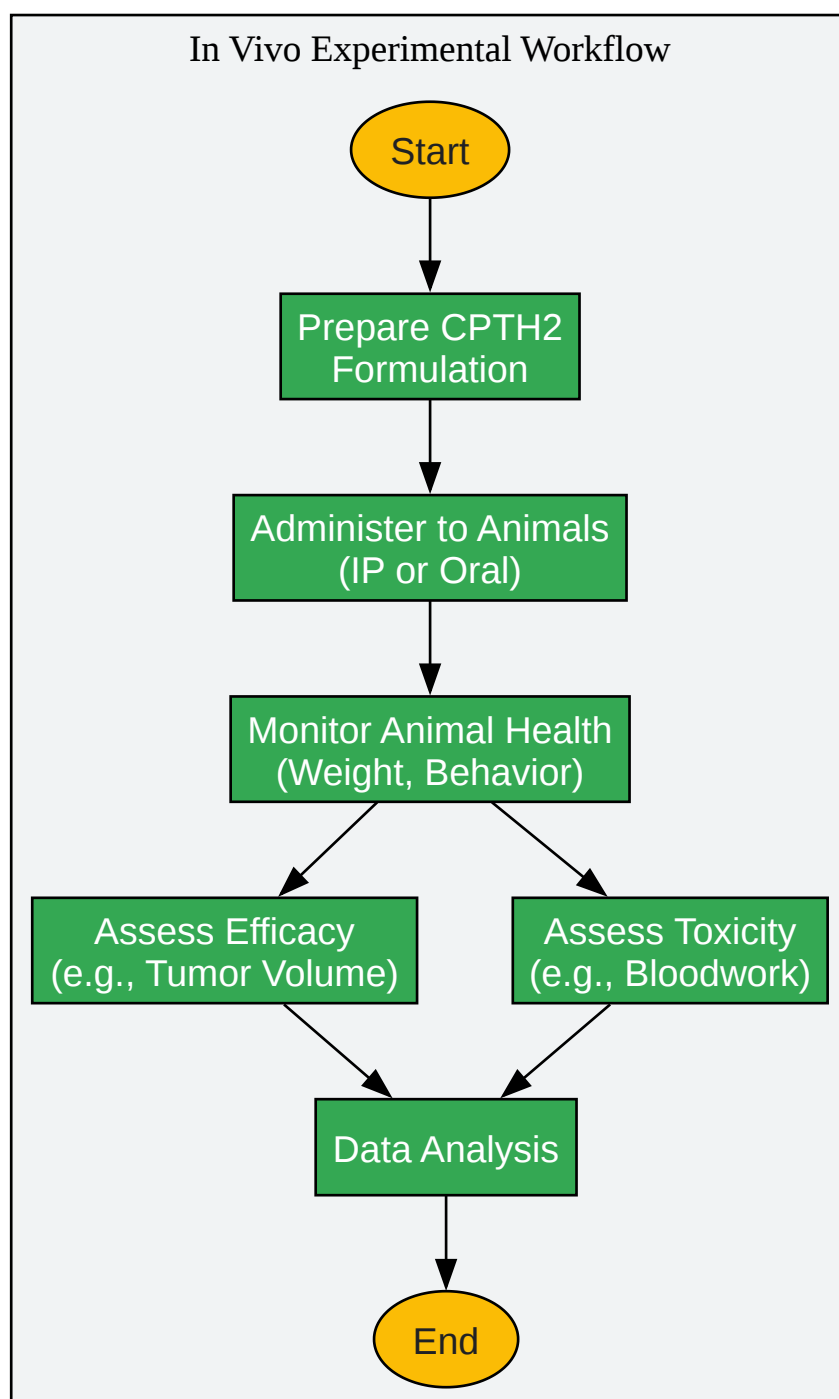 In Vivo Experimental Workflow
Start
Prepare CPTH2
Formulation
Administer to Animals
(IP or Oral)
Monitor Animal Health
(Weight, Behavior)
Assess Efficacy
(e.g., Tumor Volume)
Assess Toxicity
(e.g., Bloodwork)
Data Analysis
End